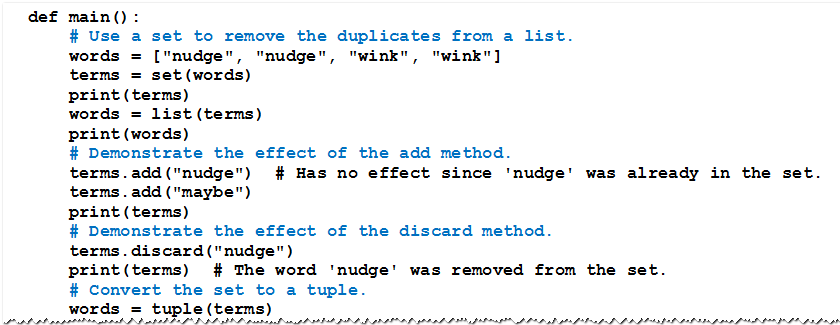 def main():
    # Use a set to remove the duplicates from a list.
    words = ["nudge", "nudge", "wink", "wink"]
    terms = set(words)
    print(terms)
    words = list(terms)
    print(words)
    # Demonstrate the effect of the add method.
    terms.add("nudge")  # Has no effect since 'nudge' was already in the set.
    terms.add("maybe")
    print(terms)
    # Demonstrate the effect of the discard method.
    terms.discard("nudge")
    print(terms)  # The word 'nudge' was removed from the set.
    # Convert the set to a tuple.
    words = tuple(terms)